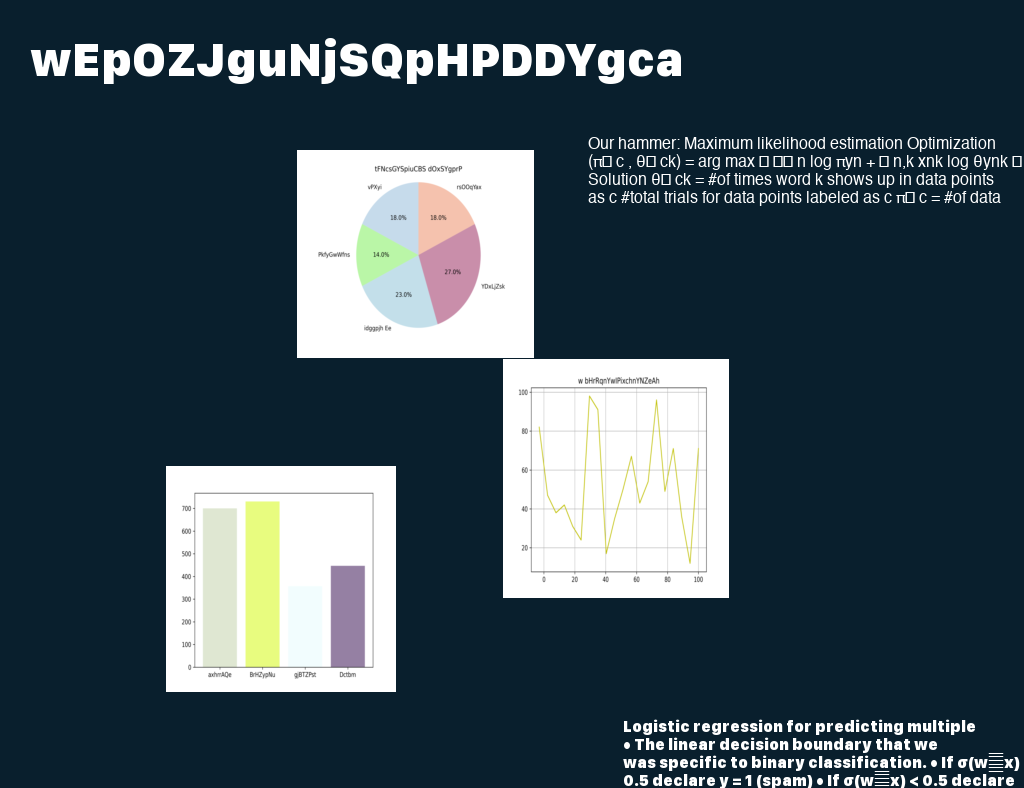 wEpOZJguNjSQpHPDDYgca
Our hammer: Maximum likelihood estimation Optimization
(π□ c , θ□ ck) = arg max □ □□ n log πyn + □ n,k xnk log θynk □
Solution θ□ ck = #of times word k shows up in data points
as c #total trials for data points labeled as c π□ c = #of data
tFNcsGYSpiuCBS dOxSYgprP
vPXyi
rsOOqYax
18.0%
18.0%
PkfyGwWfns
14.0%
27.0%
YDxLjZsk
23.0%
idggpjh Ee
w bHrRqnYwIPixchnYNZeAh
100
80
60
40
20
0 20 40 60 80 100
700
600
500
400
300
200
100
0
axhrrAQe BrHZypNu gjBTZPst Dctbm
Logistic regression for predicting multiple
• The linear decision boundary that we
was specific to binary classification. • If σ(w x)
0.5 declare y = 1 (spam) • If σ(w x) < 0.5 declare